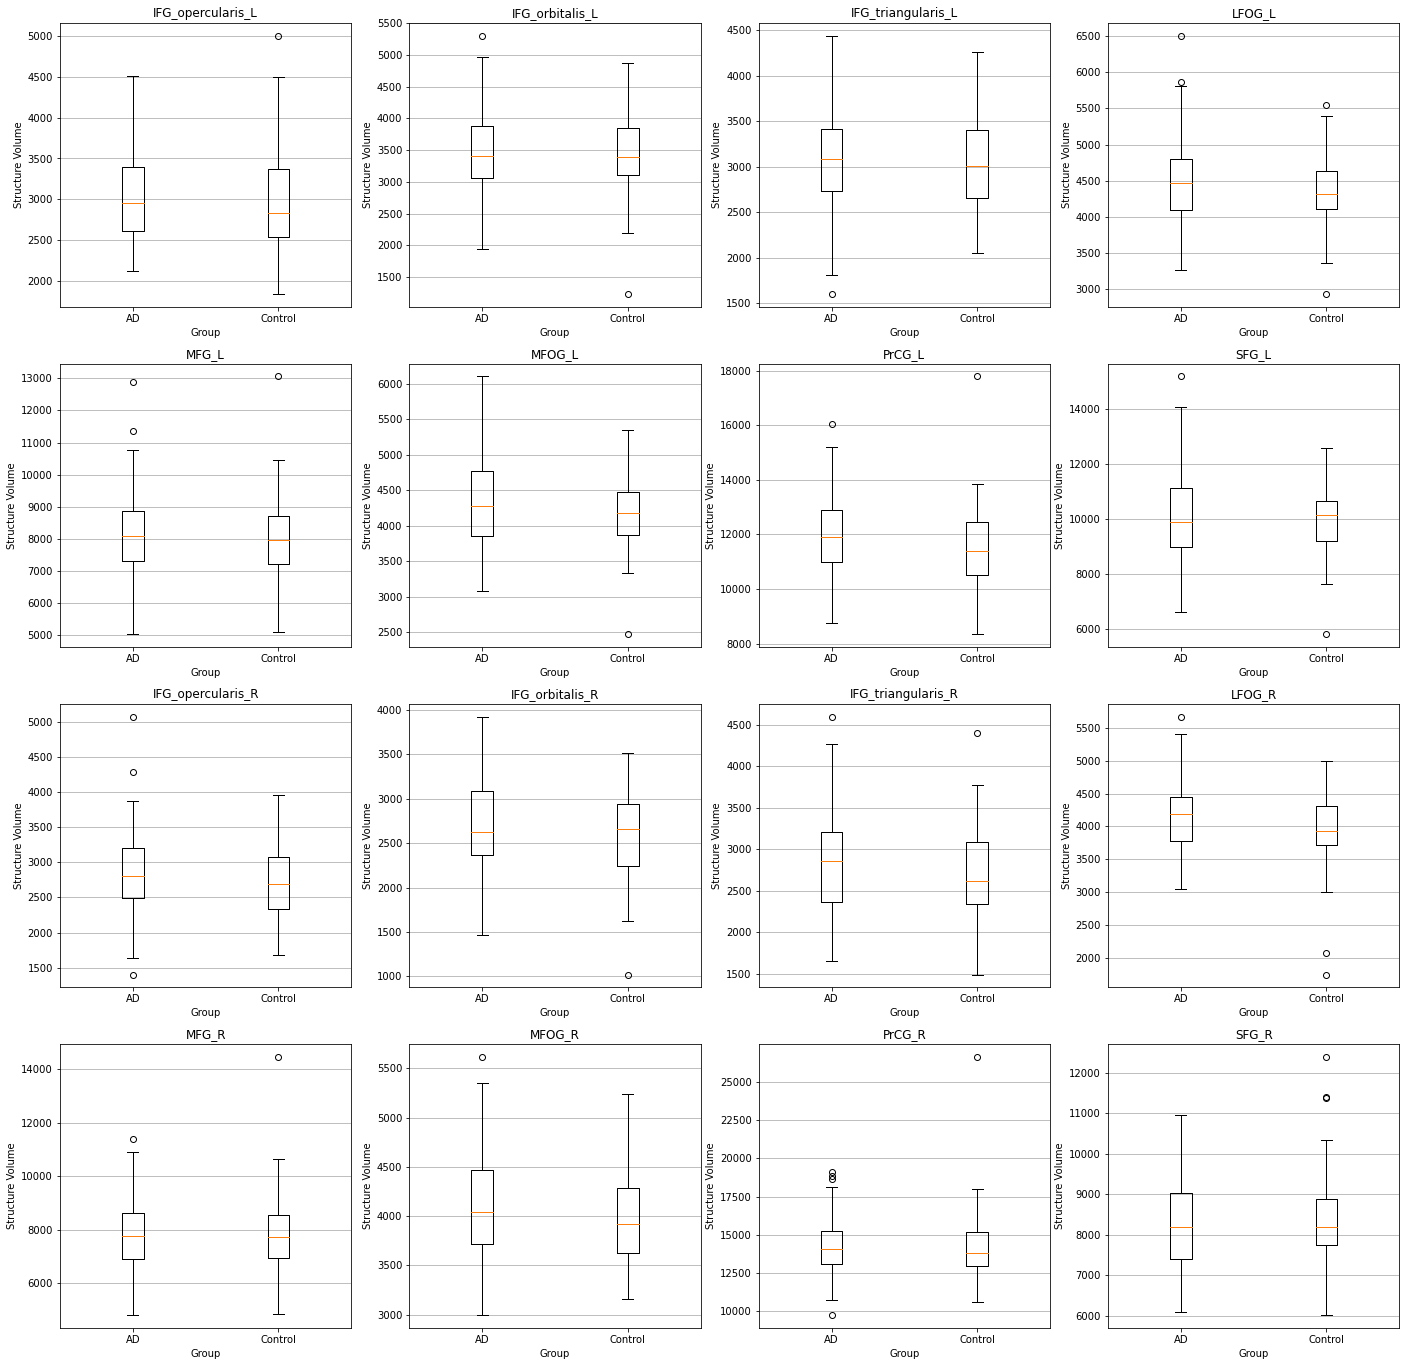 IFG_opercularis_L
5000
4500
4000
3500
3000
2500
2000
Structure Volume
AD
Control
Group
IFG_orbitalis_L
5500
5000
4500
4000
3500
3000
2500
2000
1500
Structure Volume
AD
Control
Group
IFG_triangularis_L
4500
4000
3500
3000
2500
2000
1500
Structure Volume
AD
Control
Group
LFOG_L
6500
6000
5500
5000
4500
4000
3500
3000
Structure Volume
AD
Control
Group
MFG_L
13000
12000
11000
10000
9000
8000
7000
6000
5000
Structure Volume
AD
Control
Group
MFOG_L
6000
5500
5000
4500
4000
3500
3000
2500
Structure Volume
AD
Control
Group
PrCG_L
18000
16000
14000
12000
10000
8000
Structure Volume
AD
Control
Group
SFG_L
14000
12000
10000
8000
6000
Structure Volume
AD
Control
Group
IFG_opercularis_R
5000
4500
4000
3500
3000
2500
2000
1500
Structure Volume
AD
Control
Group
IFG_orbitalis_R
4000
3500
3000
2500
2000
1500
1000
Structure Volume
AD
Control
Group
IFG_triangularis_R
4500
4000
3500
3000
2500
2000
1500
Structure Volume
AD
Control
Group
LFOG_R
5500
5000
4500
4000
3500
3000
2500
2000
Structure Volume
AD
Control
Group
MFG_R
14000
12000
10000
8000
6000
Structure Volume
AD
Control
Group
MFOG_R
5500
5000
4500
4000
3500
3000
Structure Volume
AD
Control
Group
PrCG_R
25000
22500
20000
17500
15000
12500
10000
Structure Volume
AD
Control
Group
SFG_R
12000
11000
10000
9000
8000
7000
6000
Structure Volume
AD
Control
Group